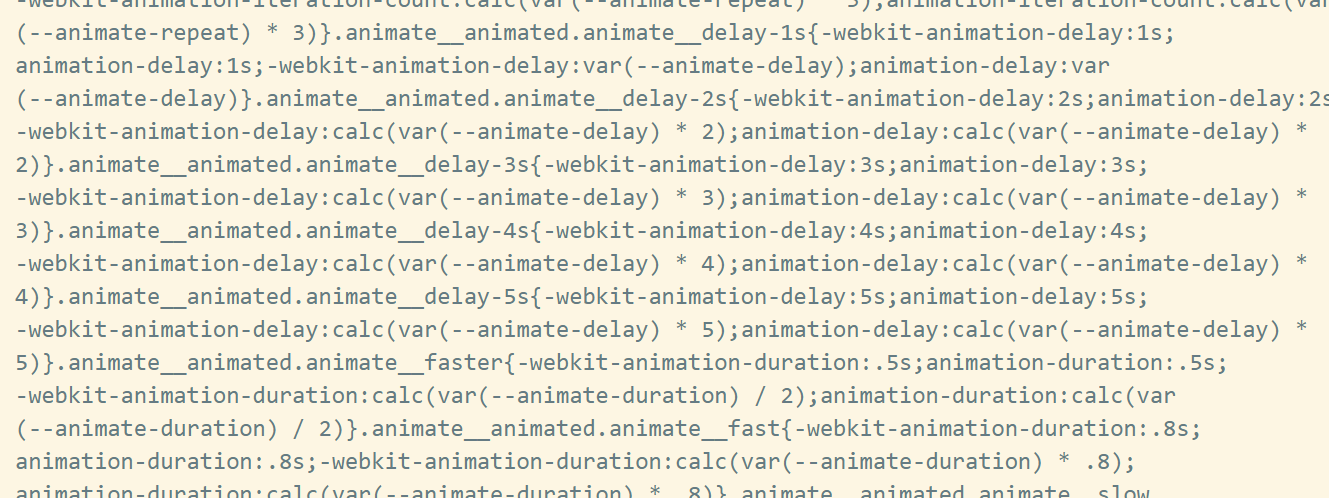 -webkit-animation-iteration-count:calc(var(--animate-repeat) * 3);animation-iteration-count:calc(var
(--animate-repeat) * 3)}.animate__animated.animate__delay-1s{-webkit-animation-delay:1s;
animation-delay:1s;-webkit-animation-delay:var(--animate-delay);animation-delay:var
(--animate-delay)}.animate__animated.animate__delay-2s{-webkit-animation-delay:2s;animation-delay:2s
-webkit-animation-delay:calc(var(--animate-delay) * 2);animation-delay:calc(var(--animate-delay) *
2)}.animate__animated.animate__delay-3s{-webkit-animation-delay:3s;animation-delay:3s;
-webkit-animation-delay:calc(var(--animate-delay) * 3);animation-delay:calc(var(--animate-delay) *
3)}.animate__animated.animate__delay-4s{-webkit-animation-delay:4s;animation-delay:4s;
-webkit-animation-delay:calc(var(--animate-delay) * 4);animation-delay:calc(var(--animate-delay) *
4)}.animate__animated.animate__delay-5s{-webkit-animation-delay:5s;animation-delay:5s;
-webkit-animation-delay:calc(var(--animate-delay) * 5);animation-delay:calc(var(--animate-delay) *
5)}.animate__animated.animate__faster{-webkit-animation-duration:.5s;animation-duration:.5s;
-webkit-animation-duration:calc(var(--animate-duration) / 2);animation-duration:calc(var
(--animate-duration) / 2)}.animate__animated.animate__fast{-webkit-animation-duration:.8s;
animation-duration:.8s;-webkit-animation-duration:calc(var(--animate-duration) * .8);
animation-duration:calc(var(--animate-duration) * .8)}.animate__animated.animate__slow